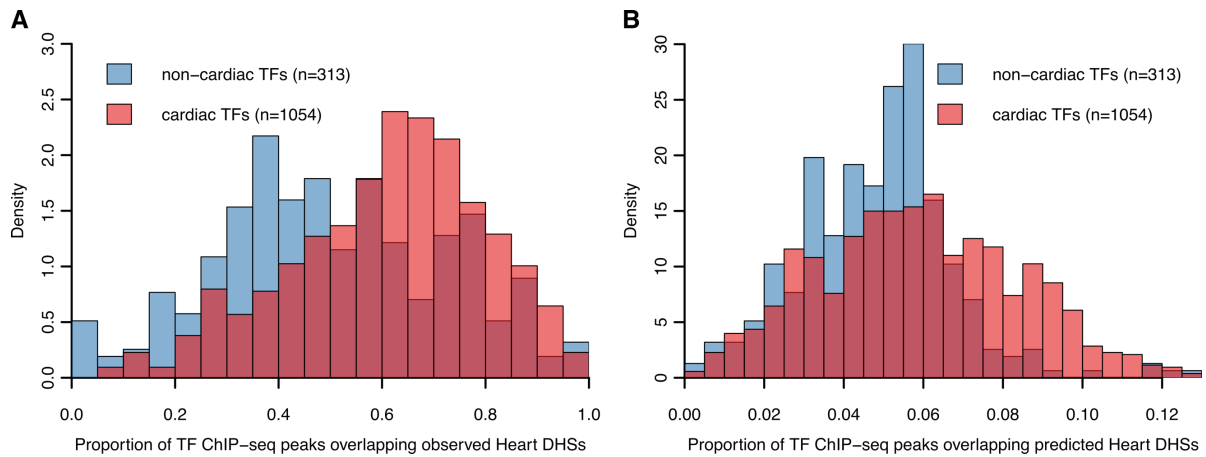 A
3.0
2.5
2.0
1.5
1.0
0.5
0.0
Density
non−cardiac TFs (n=313)
cardiac TFs (n=1054)
0.0 0.2 0.4 0.6 0.8 1.0
Proportion of TF ChIP−seq peaks overlapping observed Heart DHSs
B
30
25
20
15
10
5
0
Density
non−cardiac TFs (n=313)
cardiac TFs (n=1054)
0.00 0.02 0.04 0.06 0.08 0.10 0.12
Proportion of TF ChIP−seq peaks overlapping predicted Heart DHSs